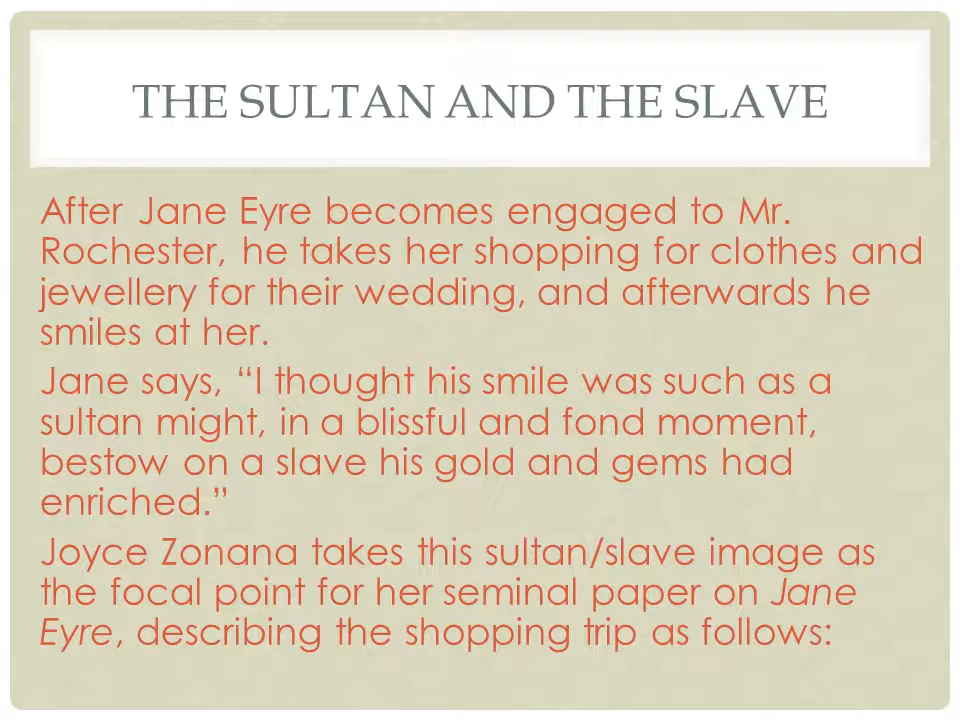 THE SULTAN AND THE SLAVE
After Jane Eyre becomes engaged to Mr.
Rochester, he takes her shopping for clothes and
jewellery for their wedding, and afterwards he
smiles at her.
Jane says, “I thought his smile was such as a
sultan might, in a blissful and fond moment,
bestow on a slave his gold and gems had
enriched.”
Joyce Zonana takes this sultan/slave image as
the focal point for her seminal paper on Jane
Eyre, describing the shopping trip as follows: